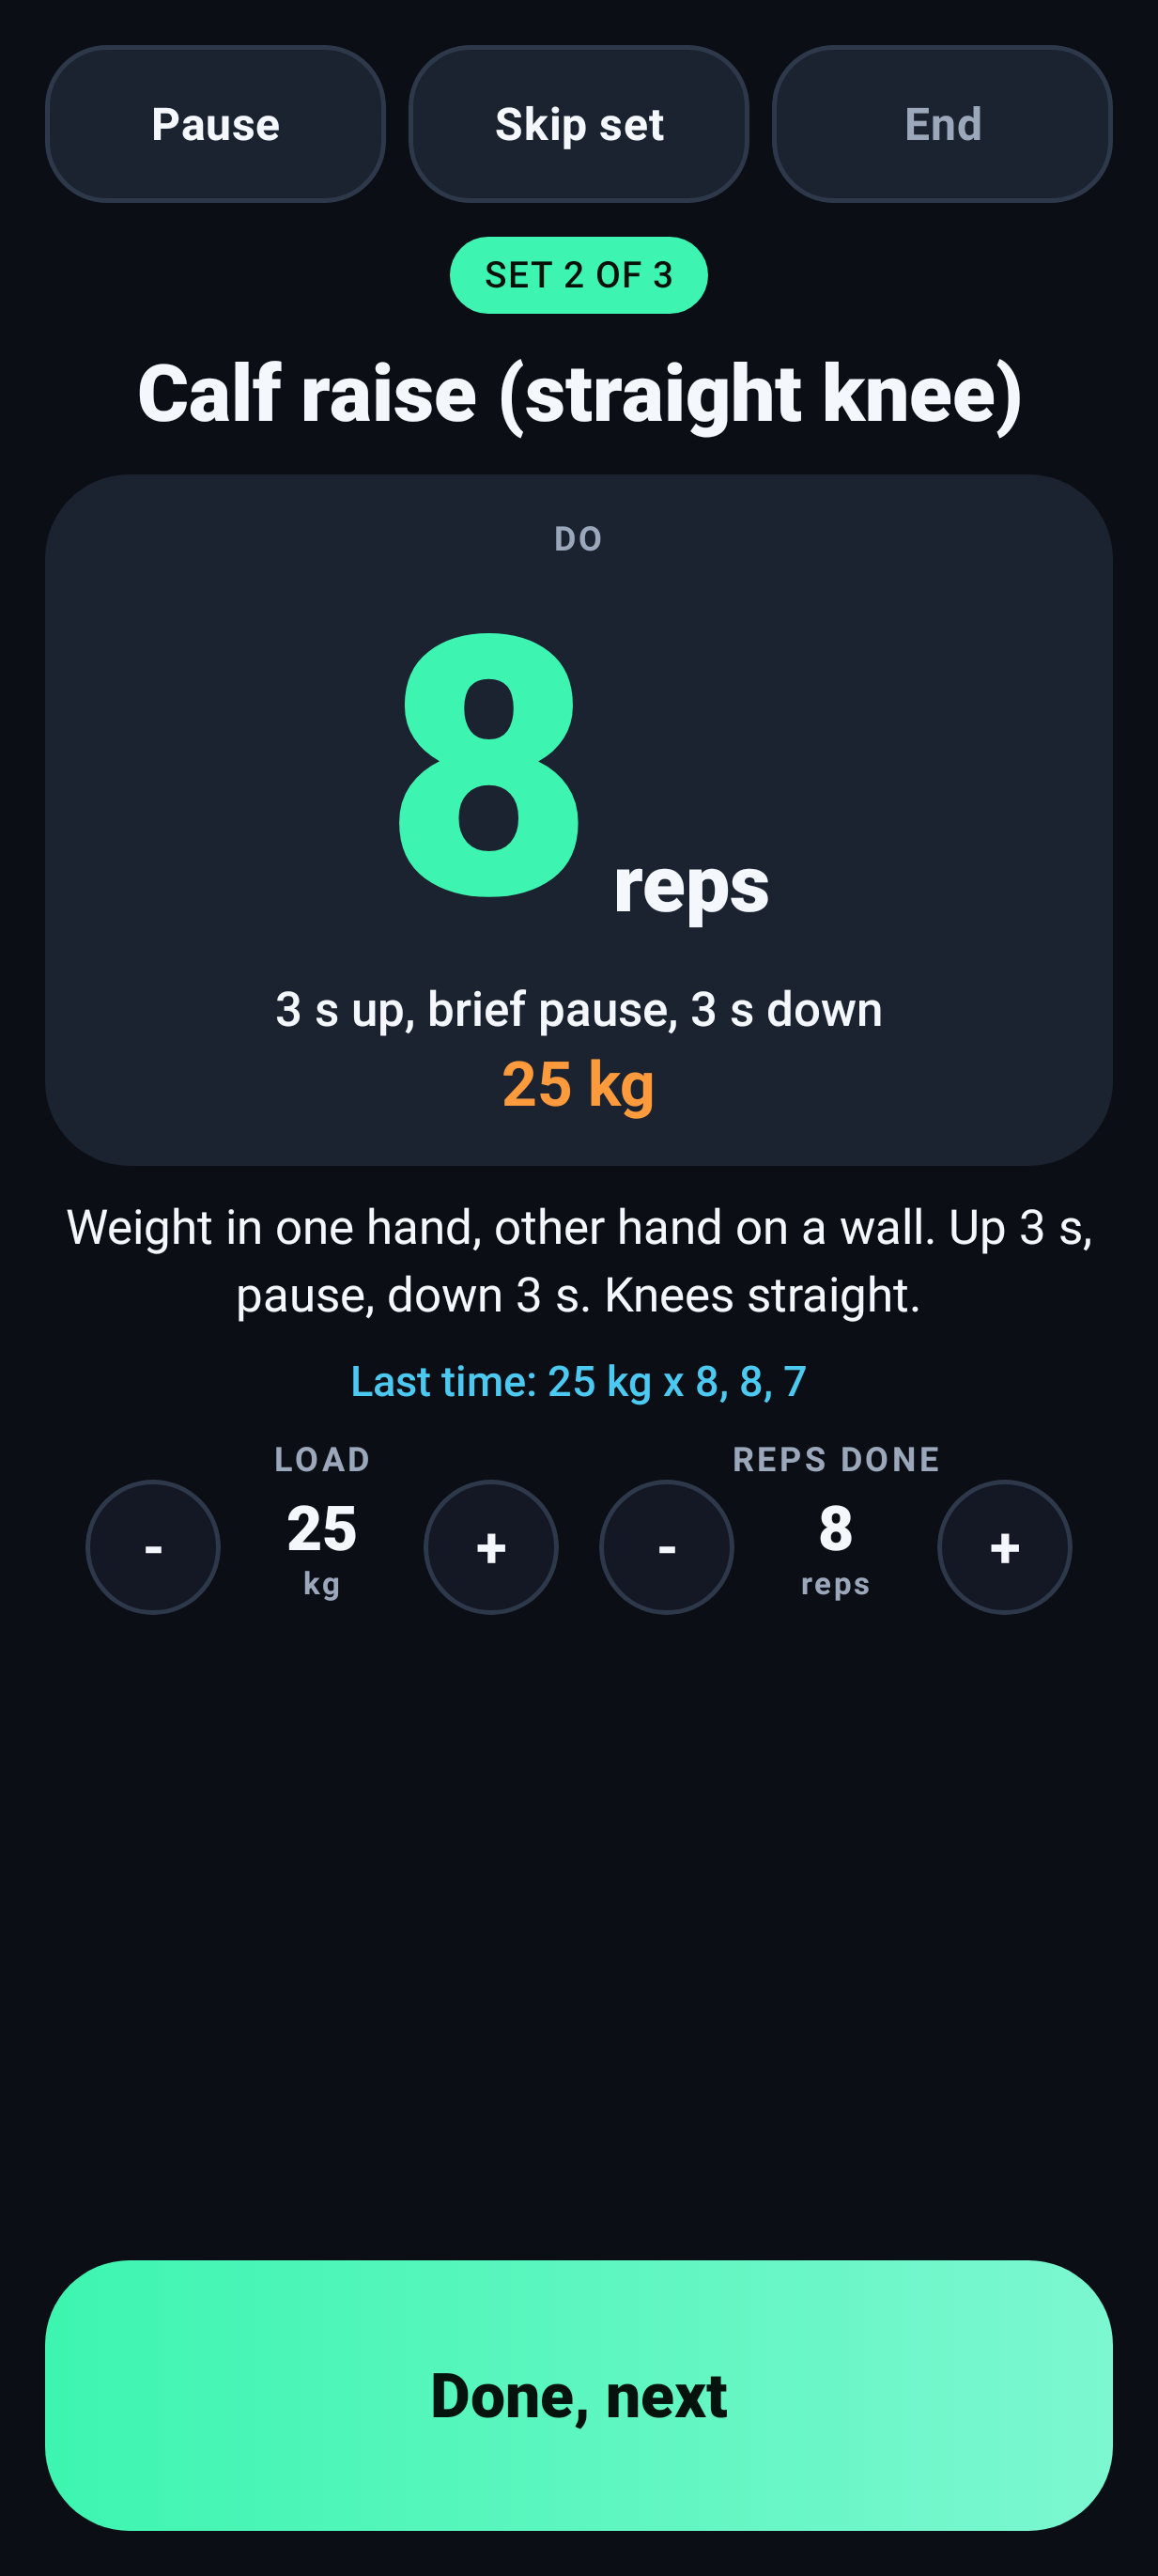 Pause
Skip set
End
SET 2 OF 3
Calf raise (straight knee)
DO
8 reps
3 s up, brief pause, 3 s down
25 kg
Weight in one hand, other hand on a wall. Up 3 s,
pause, down 3 s. Knees straight.
Last time: 25 kg x 8, 8, 7
LOAD
REPS DONE
- 25 + - 8 +
kg
reps
Done, next